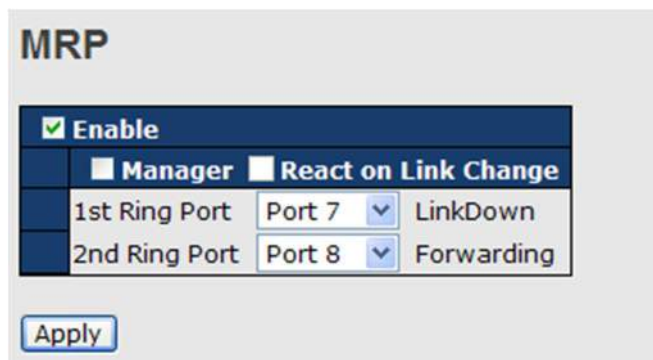 MRP
Enable
Manager React on Link Change
1st Ring Port Port 7 LinkDown
2nd Ring Port Port 8 Forwarding
Apply